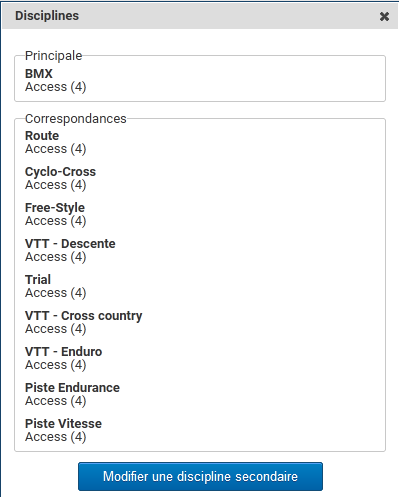 Disciplines
Principale
BMX
Access (4)
Correspondances
Route
Access (4)
Cyclo-Cross
Access (4)
Free-Style
Access (4)
VTT - Descente
Access (4)
Trial
Access (4)
VTT - Cross country
Access (4)
VTT - Enduro
Access (4)
Piste Endurance
Access (4)
Piste Vitesse
Access (4)
Modifier une discipline secondaire